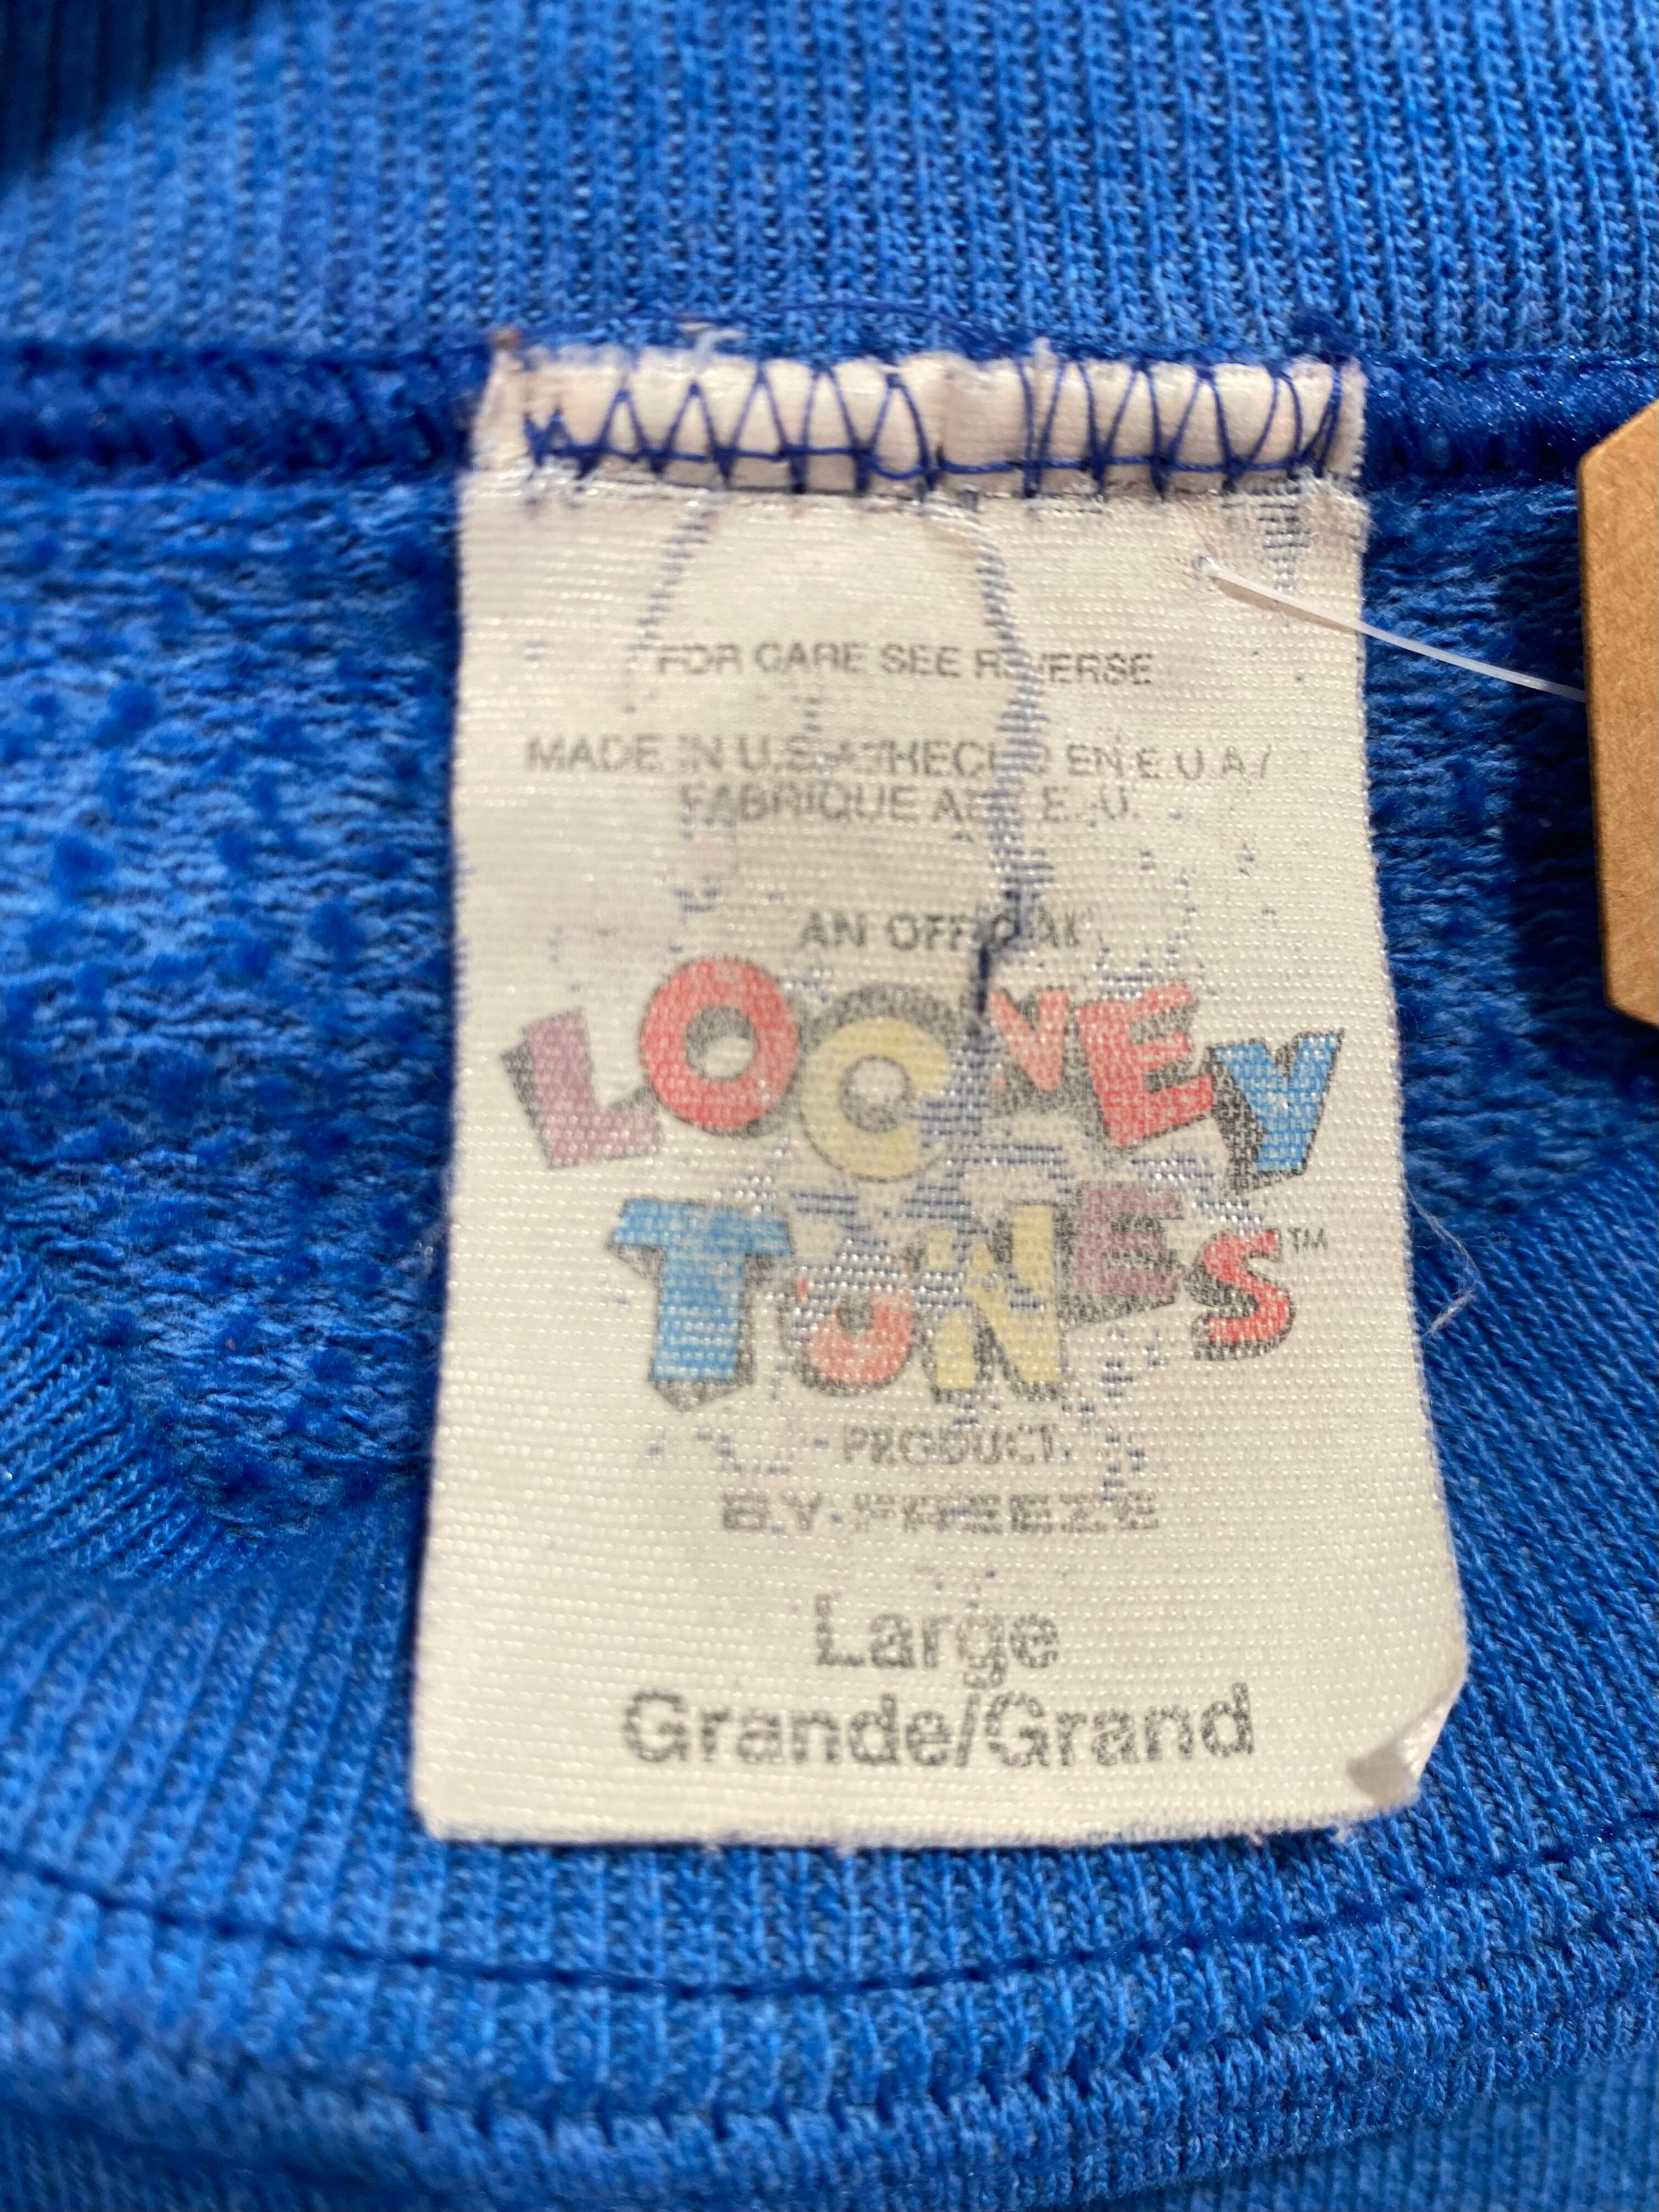 FOR CARE SEE REVERSE
MADE IN U.S.A./HECHO EN E.U.A./
FABRIQUE AUX E.-U.
AN OFFICIAL
LOONEY
TUNES™
PRODUCT
BY FREEZE
Large
Grande/Grand